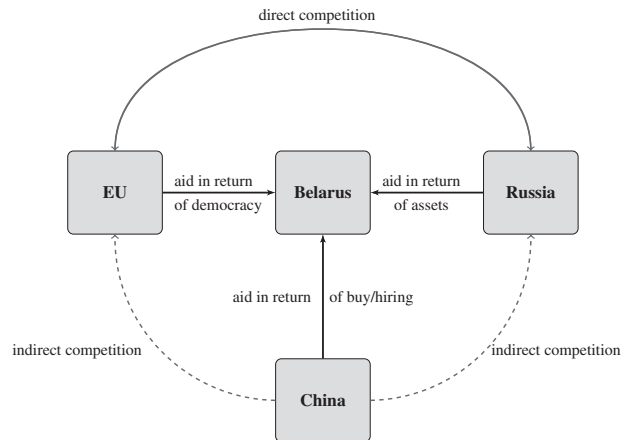 direct competition
EU
aid in return
of democracy
Belarus
aid in return
of assets
Russia
aid in return of buy/hiring
indirect competition
indirect competition
China